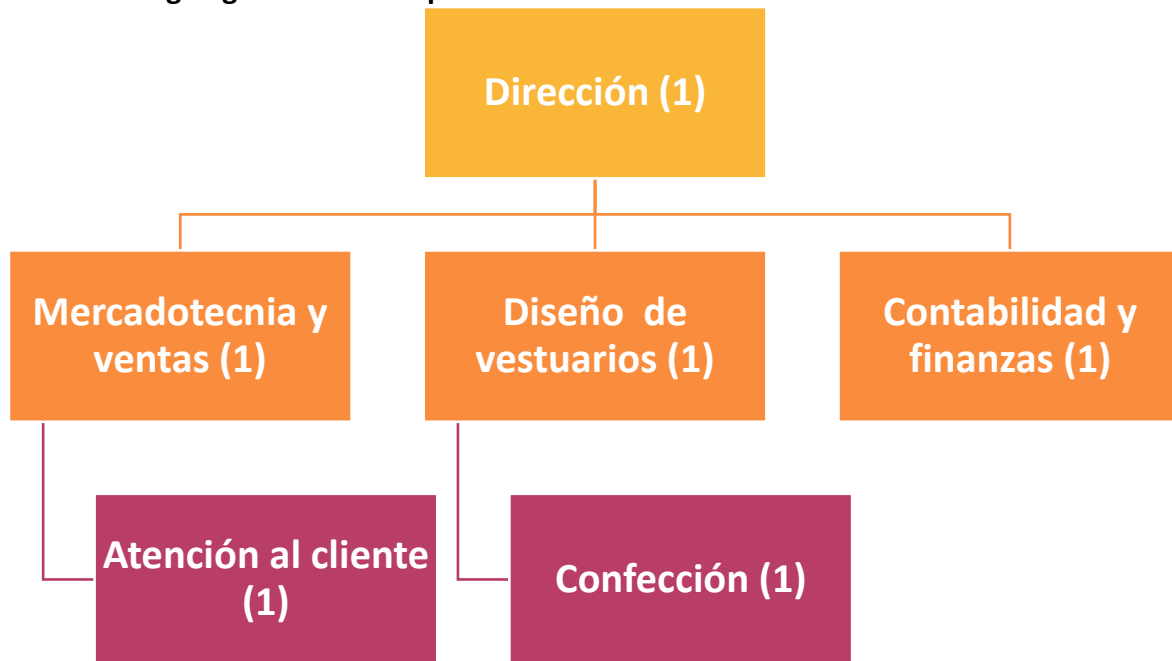 Dirección (1)
Mercadotecnia y
ventas (1)
Diseño de
vestuarios (1)
Contabilidad y
finanzas (1)
Atención al cliente
(1)
Confección (1)